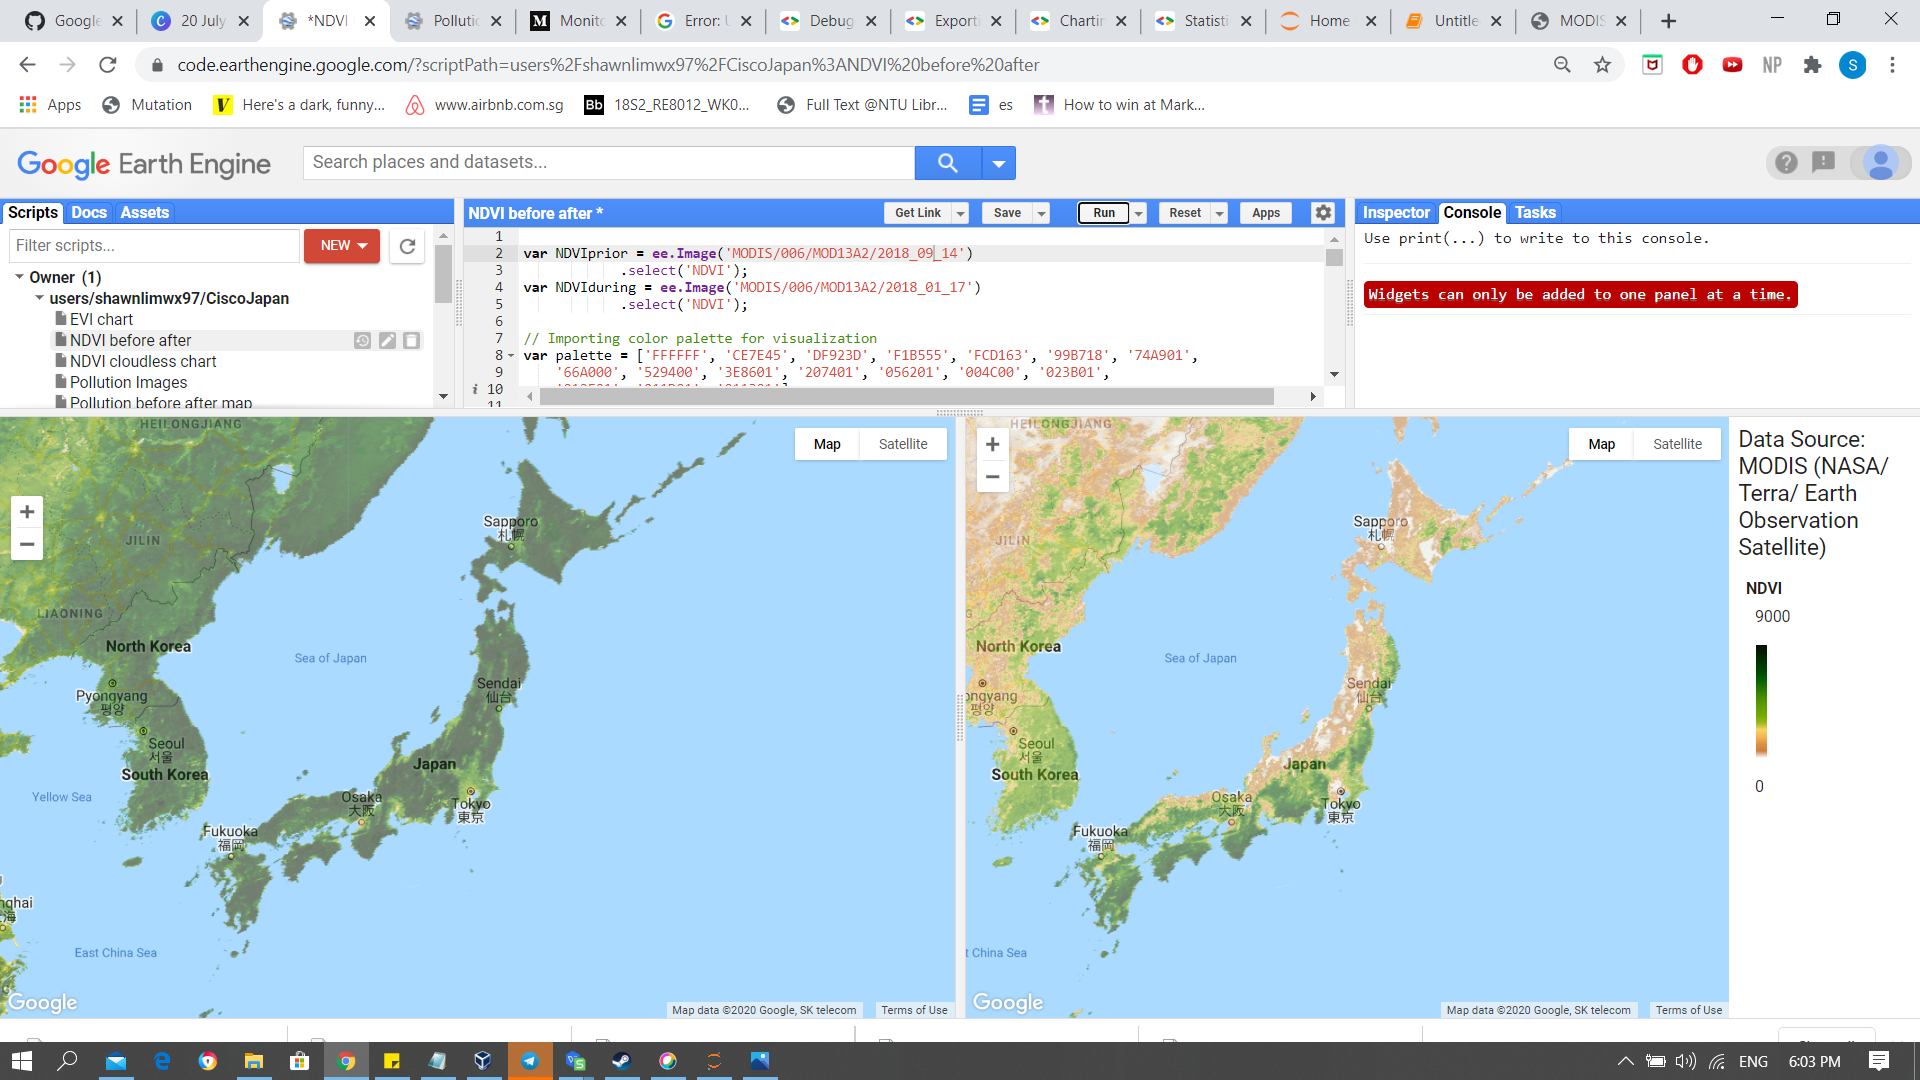 Google
20 July
*NDVI
Pollutio
Monito
Error: U
Debug
Exporti
Chartin
Statisti
Home
Untitle
MODIS
code.earthengine.google.com/?scriptPath=users%2Fshawnlimwx97%2FCiscoJapan%3ANDVI%20before%20after
NP
S
Apps
Mutation
Here's a dark, funny...
www.airbnb.com.sg
Bb 18S2_RE8012_WK0...
Full Text @NTU Libr...
es
How to win at Mark...
Google Earth Engine
Search places and datasets...
Scripts Docs Assets
NDVI before after *
Get Link Save Run Reset Apps
Inspector Console Tasks
Filter scripts...
NEW
Owner (1)
users/shawnlimwx97/CiscoJapan
EVI chart
NDVI before after
NDVI cloudless chart
Pollution Images
Pollution before after map
1
2 var NDVIprior = ee.Image('MODIS/006/MOD13A2/2018_09_14')
3 .select('NDVI');
4 var NDVIduring = ee.Image('MODIS/006/MOD13A2/2018_01_17')
5 .select('NDVI');
6
7 // Importing color palette for visualization
8 var palette = ['FFFFFF', 'CE7E45', 'DF923D', 'F1B555', 'FCD163', '99B718', '74A901',
9 '66A000', '529400', '3E8601', '207401', '056201', '004C00', '023B01',
10
11
Use print(...) to write to this console.
Widgets can only be added to one panel at a time.
HEILONGJIANG
Map Satellite
JILIN
Sapporo
札幌
LIAONING
North Korea
Sea of Japan
Pyongyang
평양
Sendai
仙台
Seoul
서울
South Korea
Japan
Yellow Sea
Osaka
大阪
Tokyo
東京
Fukuoka
福岡
nghai
海
East China Sea
Google
Map data ©2020 Google, SK telecom
Terms of Use
HEILONGJIANG
Map Satellite
JILIN
Sapporo
札幌
North Korea
Sea of Japan
ongyang
평양
Sendai
仙台
Seoul
서울
South Korea
Japan
Osaka
大阪
Tokyo
東京
Fukuoka
福岡
t China Sea
Google
Map data ©2020 Google, SK telecom
Terms of Use
Data Source:
MODIS (NASA/
Terra/ Earth
Observation
Satellite)
NDVI
9000
0
ENG
6:03 PM